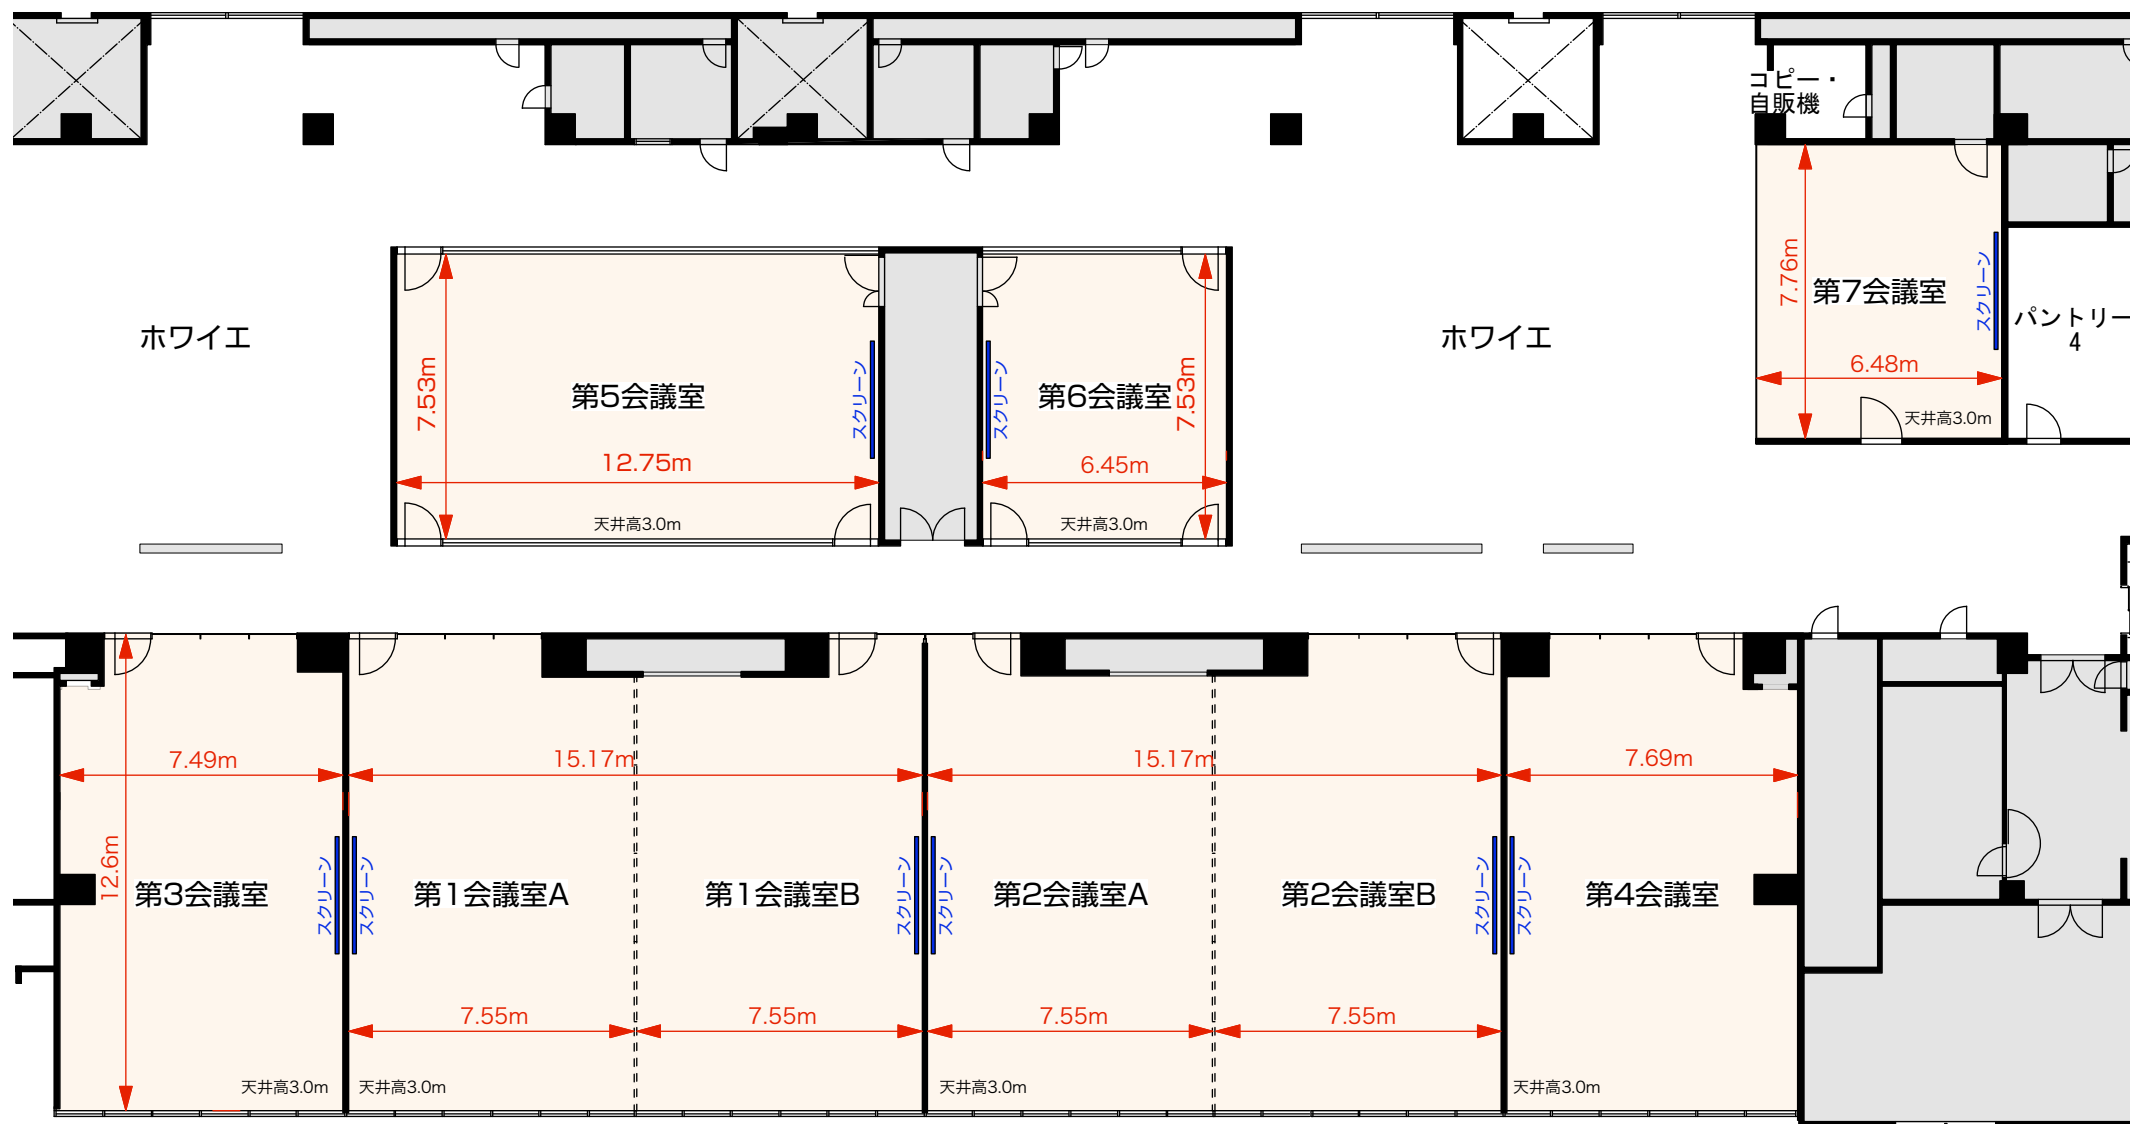 コピー・
自販機
ホワイエ
第5会議室
7.53m
12.75m
スクリーン
天井高3.0m
第6会議室
7.53m
6.45m
スクリーン
天井高3.0m
ホワイエ
第7会議室
7.76m
6.48m
スクリーン
天井高3.0m
パントリー
4
第3会議室
7.49m
12.6m
スクリーン
天井高3.0m
15.17m
スクリーン
第1会議室A
第1会議室B
スクリーン
7.55m
7.55m
天井高3.0m
15.17m
スクリーン
第2会議室A
第2会議室B
スクリーン
7.55m
7.55m
天井高3.0m
7.69m
スクリーン
第4会議室
天井高3.0m